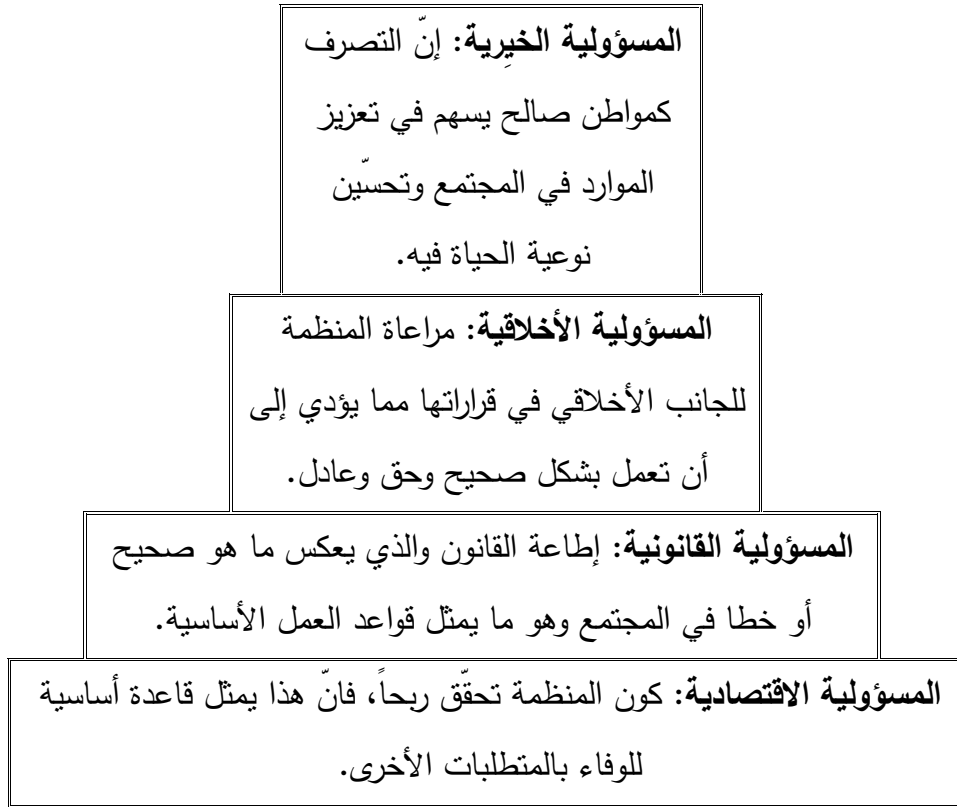 المسؤولية الخيِرية: إنّ التصرف
كمواطن صالح يسهم في تعزيز
الموارد في المجتمع وتحسّين
نوعية الحياة فيه.
المسؤولية الأخلاقية: مراعاة المنظمة
للجانب الأخلاقي في قراراتها مما يؤدي إلى
أن تعمل بشكل صحيح وحق وعادل.
المسؤولية القانونية: إطاعة القانون والذي يعكس ما هو صحيح
أو خطا في المجتمع وهو ما يمثل قواعد العمل الأساسية.
المسؤولية الاقتصادية: كون المنظمة تحقّق ربحاً، فانّ هذا يمثل قاعدة أساسية
للوفاء بالمتطلبات الأخرى.